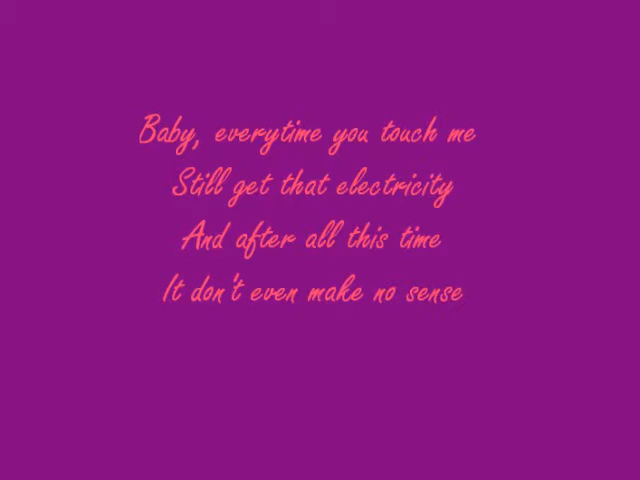 Baby, everytime you touch me
Still get that electricity
And after all this time
It don't even make no sense